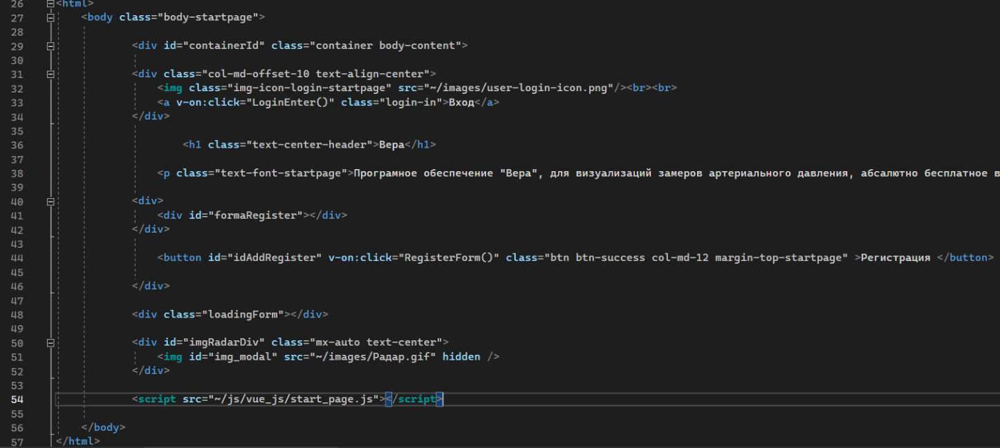 26 <html>
27 <body class="body-startpage">
28
29 <div id="containerId" class="container body-content">
30
31 <div class="col-md-offset-10 text-align-center">
32 <img class="img-icon-login-startpage" src="~/images/user-login-icon.png"/><br><br>
33 <a v-on:click="LoginEnter()" class="login-in">Вход</a>
34 </div>
35
36 <h1 class="text-center-header">Вера</h1>
37
38 <p class="text-font-startpage">Програмное обеспечение "Вера", для визуализаций замеров артериального давления, абсалютно бесплатное в
39
40 <div>
41 <div id="formaRegister"></div>
42 </div>
43
44 <button id="idAddRegister" v-on:click="RegisterForm()" class="btn btn-success col-md-12 margin-top-startpage" >Регистрация </button>
45
46 </div>
47
48 <div class="loadingForm"></div>
49
50 <div id="imgRadarDiv" class="mx-auto text-center">
51 <img id="img_modal" src="~/images/Радар.gif" hidden />
52 </div>
53
54 <script src="~/js/vue_js/start_page.js"></script>
55
56 </body>
57 </html>